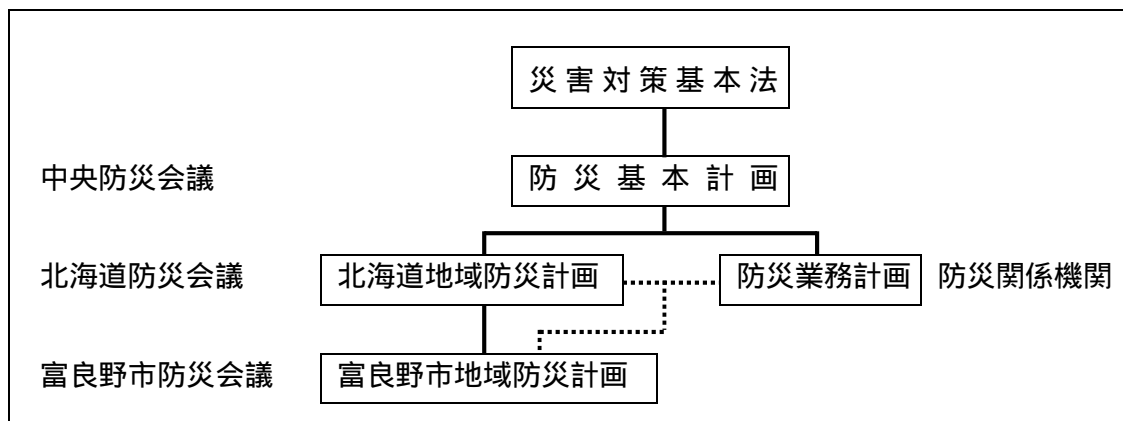 災害対策基本法
中央防災会議 防災基本計画
北海道防災会議 北海道地域防災計画 防災業務計画 防災関係機関
富良野市防災会議 富良野市地域防災計画